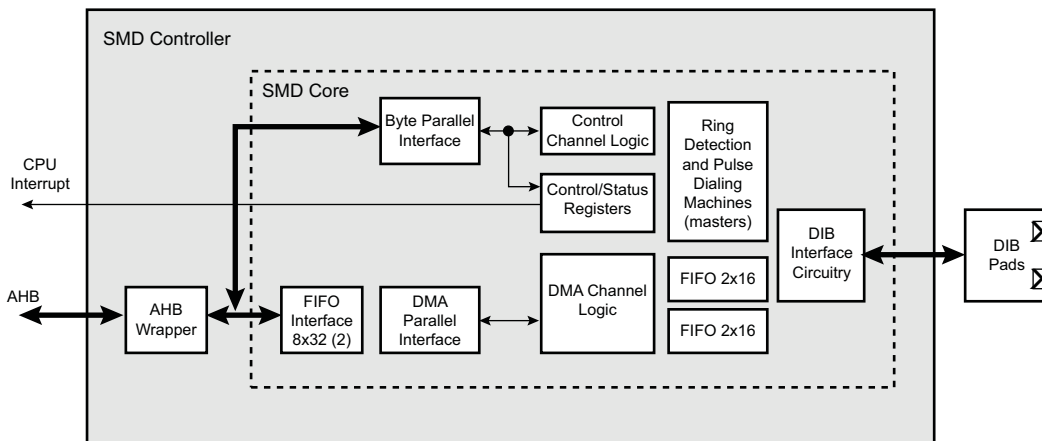 SMD Controller
SMD Core
Byte Parallel
Interface
Control
Channel Logic
Ring
Detection
and Pulse
Dialing
Machines
(masters)
CPU
Interrupt
Control/Status
Registers
DIB
Interface
Circuitry
DIB
Pads
AHB
AHB
Wrapper
FIFO
Interface
8x32 (2)
DMA
Parallel
Interface
DMA Channel
Logic
FIFO 2x16
FIFO 2x16